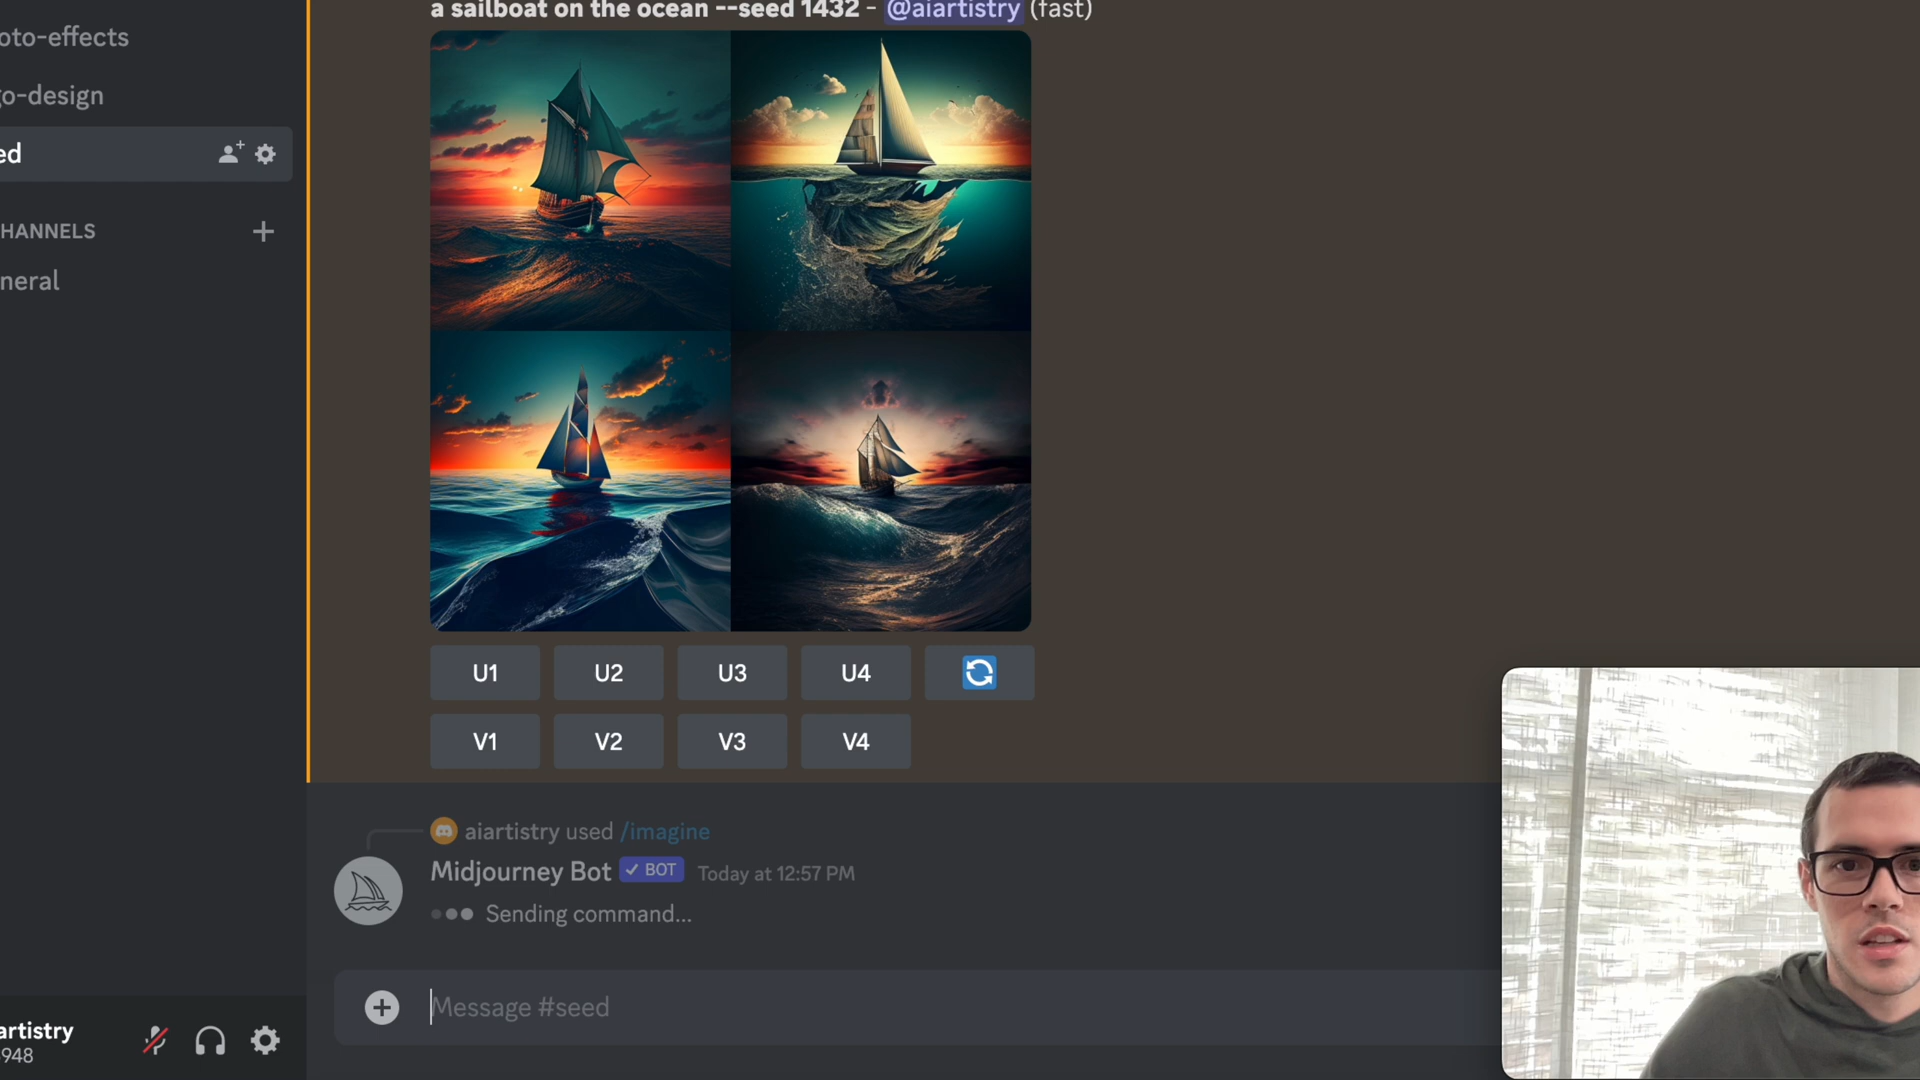 a sailboat on the ocean --seed 1432 - @aiartistry (fast)
oto-effects
go-design
ed
HANNELS
neral
U1 U2 U3 U4
V1 V2 V3 V4
aiartistry used /imagine
Midjourney Bot BOT Today at 12:57 PM
Sending command...
Message #seed
artistry
948